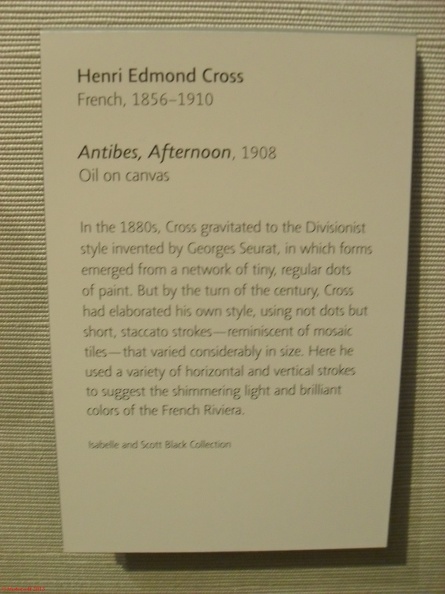 Henri Edmond Cross
French, 1856–1910
Antibes, Afternoon, 1908
Oil on canvas
In the 1880s, Cross gravitated to the Divisionist
style invented by Georges Seurat, in which forms
emerged from a network of tiny, regular dots
of paint. But by the turn of the century, Cross
had elaborated his own style, using not dots but
short, staccato strokes—reminiscent of mosaic
tiles—that varied considerably in size. Here he
used a variety of horizontal and vertical strokes
to suggest the shimmering light and brilliant
colors of the French Riviera.
Isabelle and Scott Black Collection